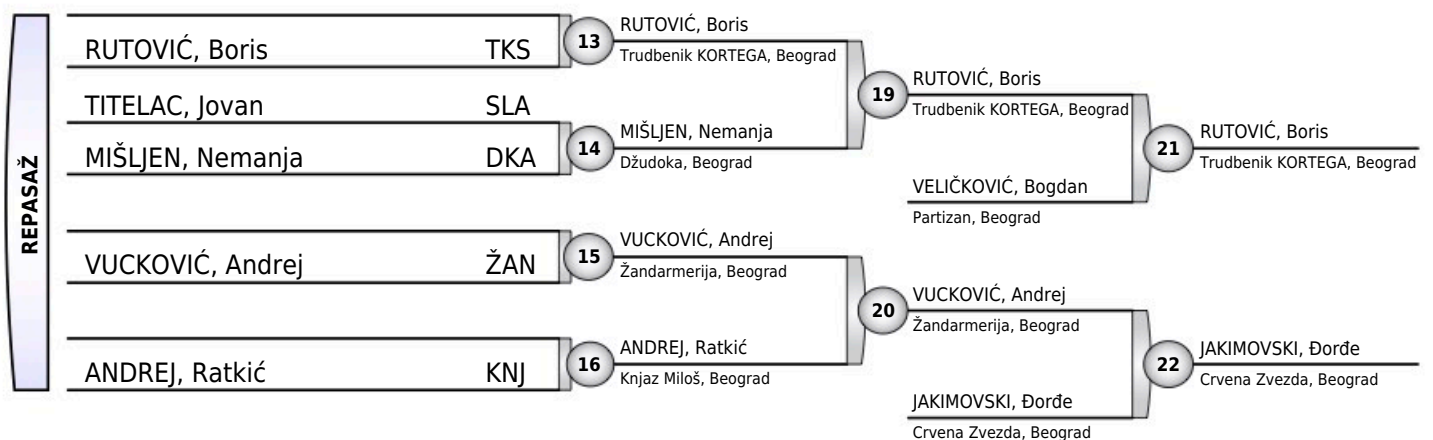 REPASAŽ
RUTOVIĆ, Boris TKS
TITELAC, Jovan SLA
MIŠLJEN, Nemanja DKA
VUCKOVIĆ, Andrej ŽAN
ANDREJ, Ratkić KNJ
13
RUTOVIĆ, Boris
Trudbenik KORTEGA, Beograd
14
MIŠLJEN, Nemanja
Džudoka, Beograd
15
VUCKOVIĆ, Andrej
Žandarmerija, Beograd
16
ANDREJ, Ratkić
Knjaz Miloš, Beograd
19
RUTOVIĆ, Boris
Trudbenik KORTEGA, Beograd
VELIČKOVIĆ, Bogdan
Partizan, Beograd
20
VUCKOVIĆ, Andrej
Žandarmerija, Beograd
JAKIMOVSKI, Đorđe
Crvena Zvezda, Beograd
21
RUTOVIĆ, Boris
Trudbenik KORTEGA, Beograd
22
JAKIMOVSKI, Đorđe
Crvena Zvezda, Beograd